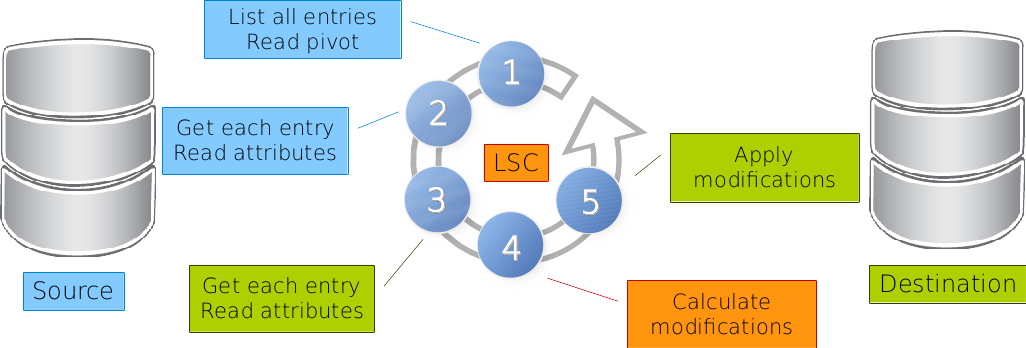 List all entries
Read pivot
1
2
Get each entry
Read attributes
LSC
Apply
modifications
3
5
4
Get each entry
Read attributes
Source
Destination
Calculate
modifications